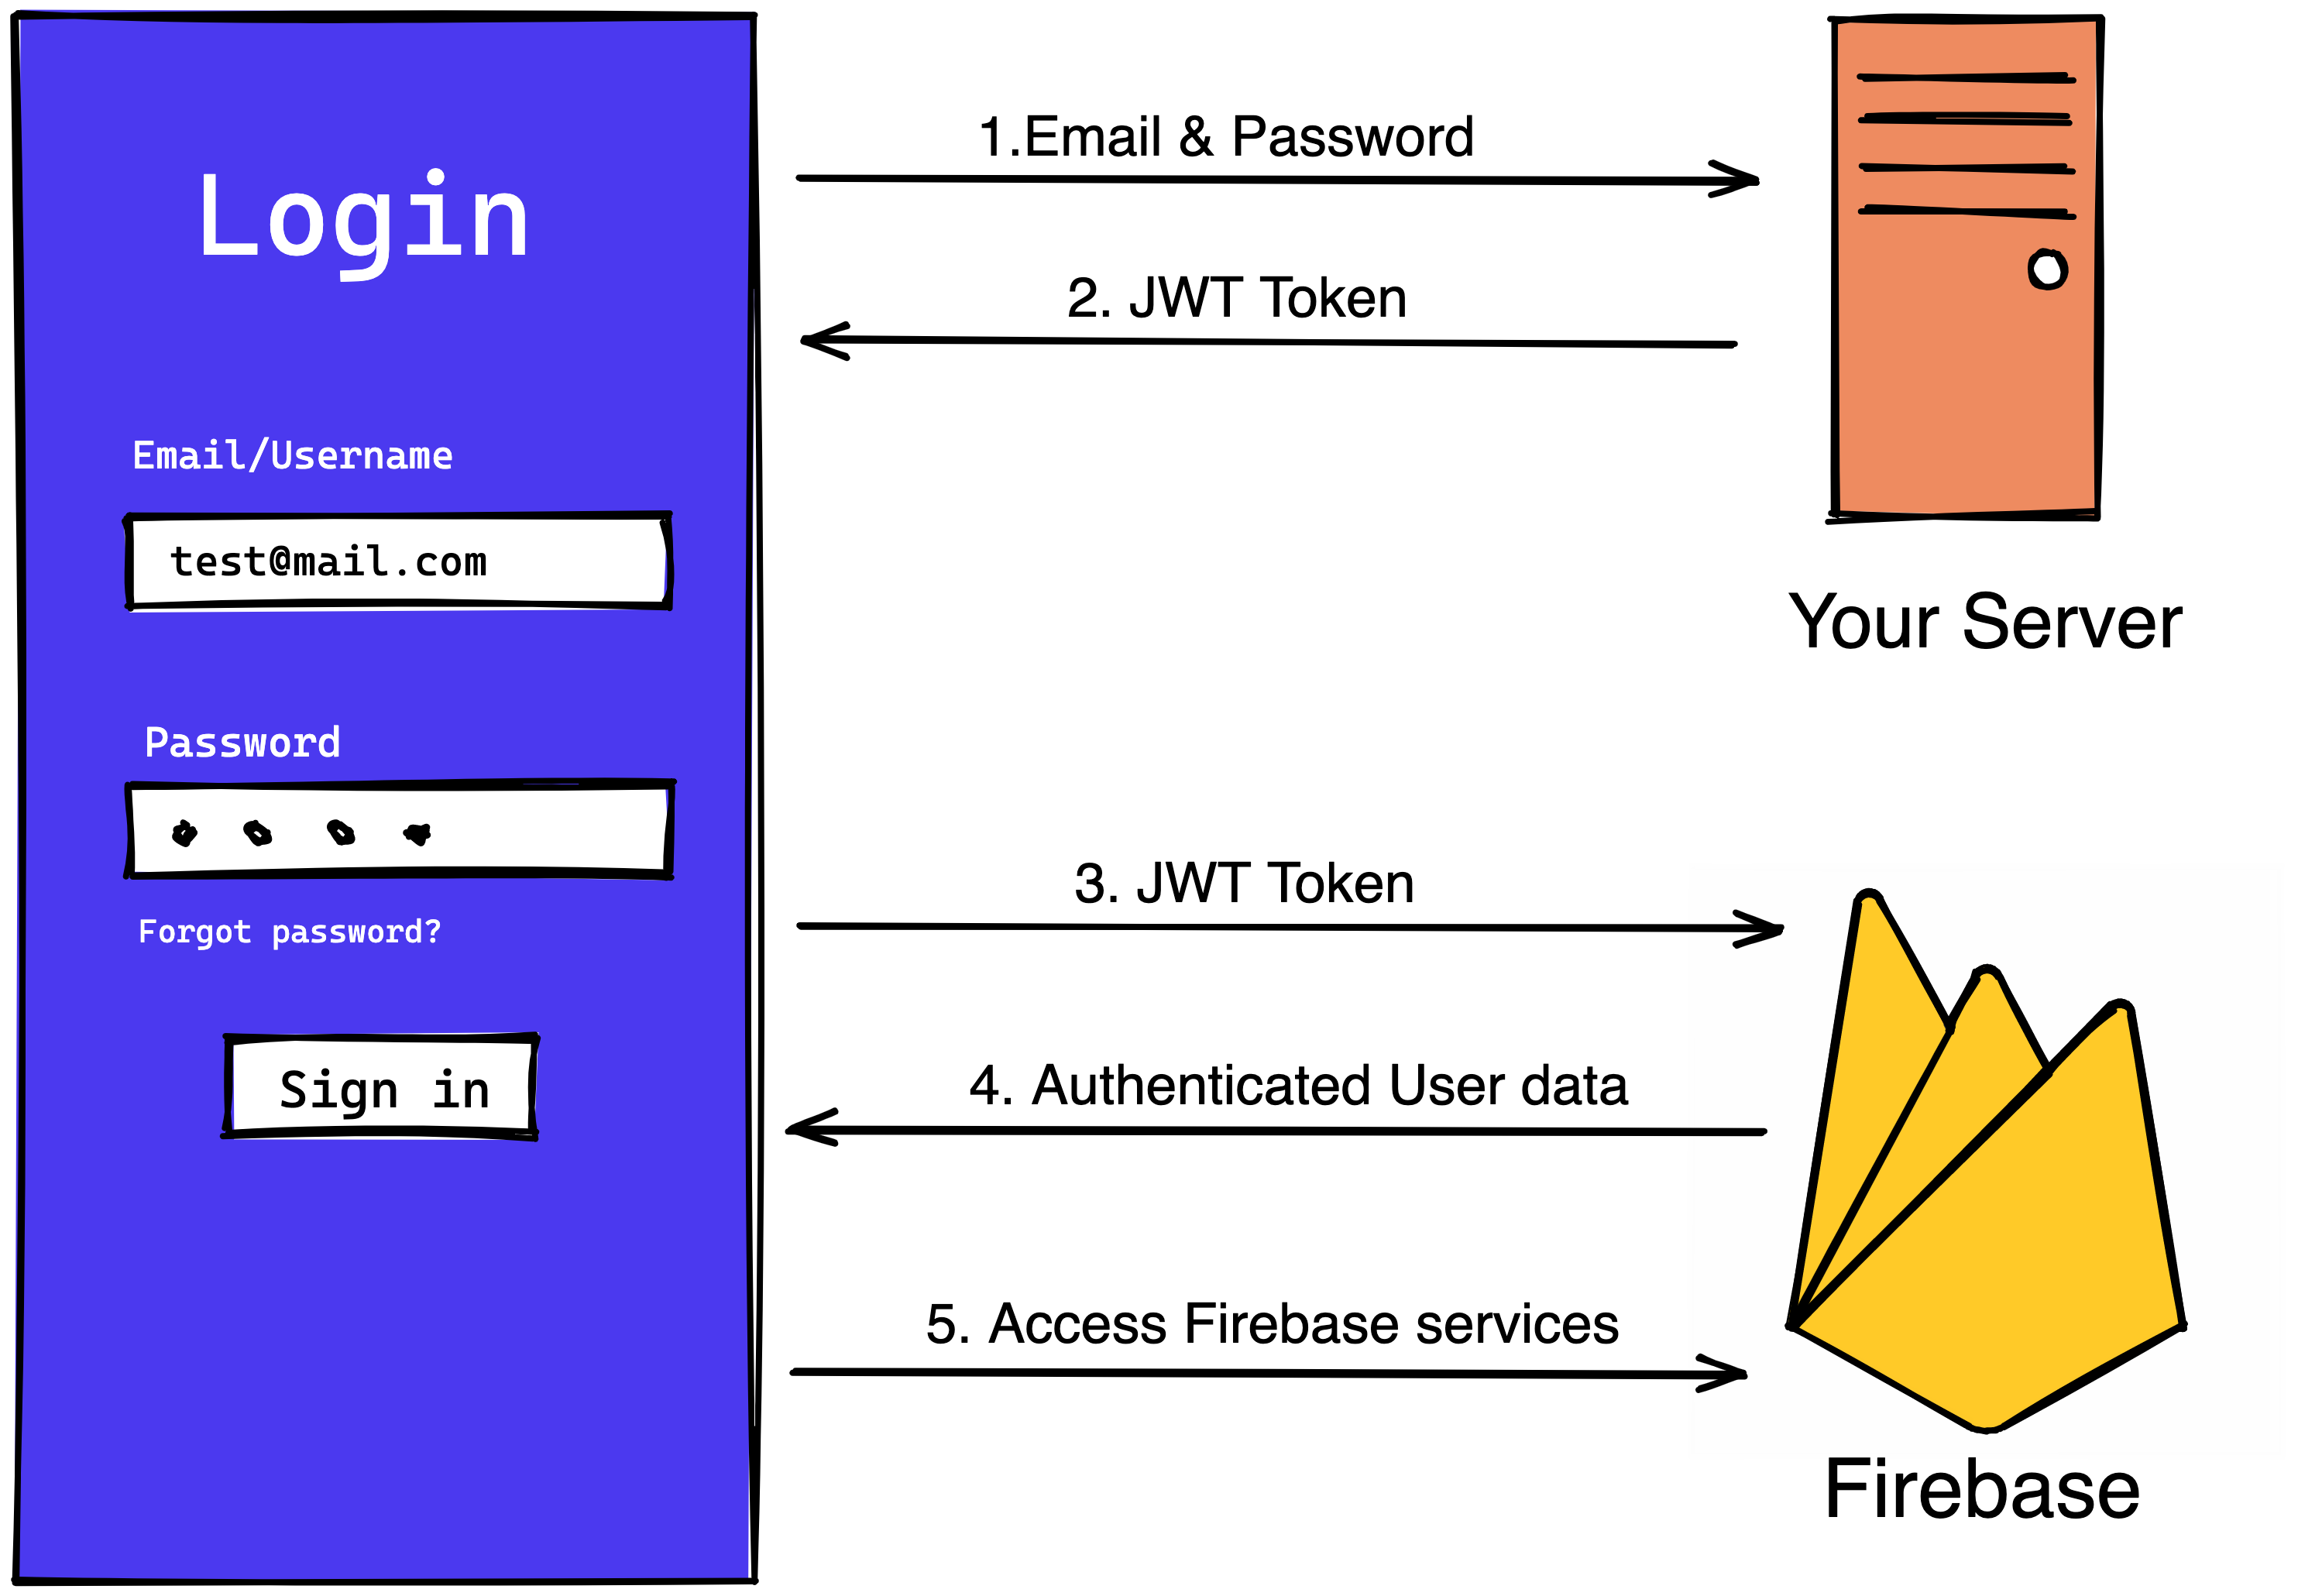 Login
Email/Username
test@mail.com
Password
Forgot password?
Sign in
1.Email & Password
2. JWT Token
Your Server
3. JWT Token
4. Authenticated User data
5. Access Firebase services
Firebase